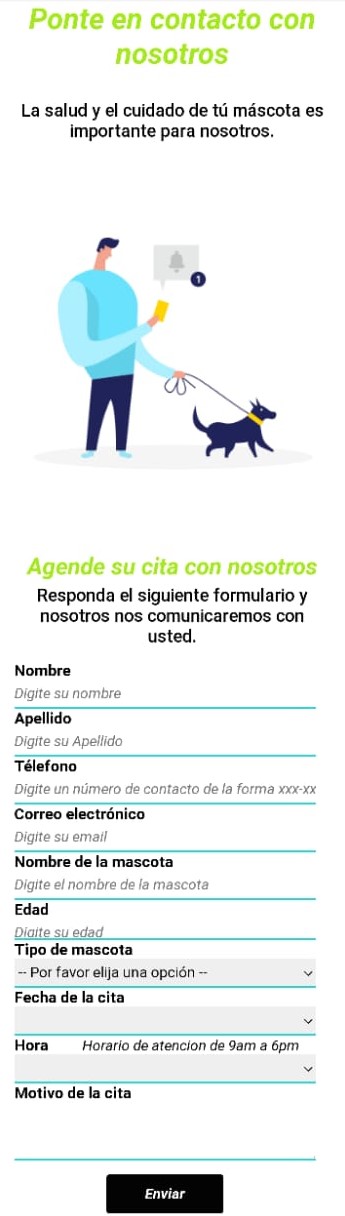 Ponte en contacto con
nosotros
La salud y el cuidado de tú máscota es
importante para nosotros.
1
Agende su cita con nosotros
Responda el siguiente formulario y
nosotros nos comunicaremos con
usted.
Nombre
Digite su nombre
Apellido
Digite su Apellido
Télefono
Digite un número de contacto de la forma xxx-xx
Correo electrónico
Digite su email
Nombre de la mascota
Digite el nombre de la mascota
Edad
Digite su edad
Tipo de mascota
-- Por favor elija una opción --
Fecha de la cita
Hora Horario de atencion de 9am a 6pm
Motivo de la cita
Enviar